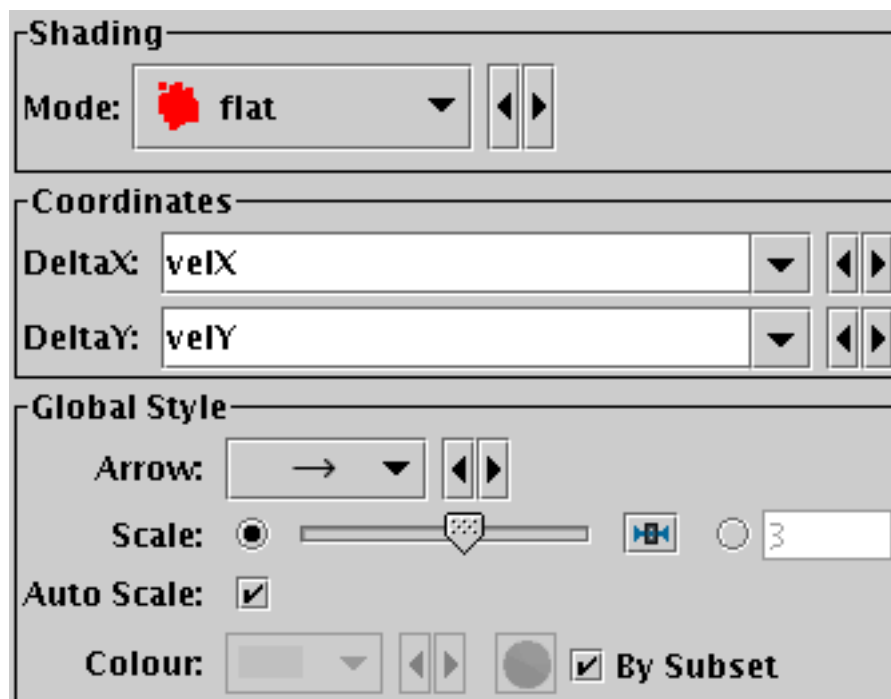 Shading
Mode: flat
Coordinates
DeltaX: velX
DeltaY: velY
Global Style
Arrow:
Scale: 3
Auto Scale:
Colour: By Subset